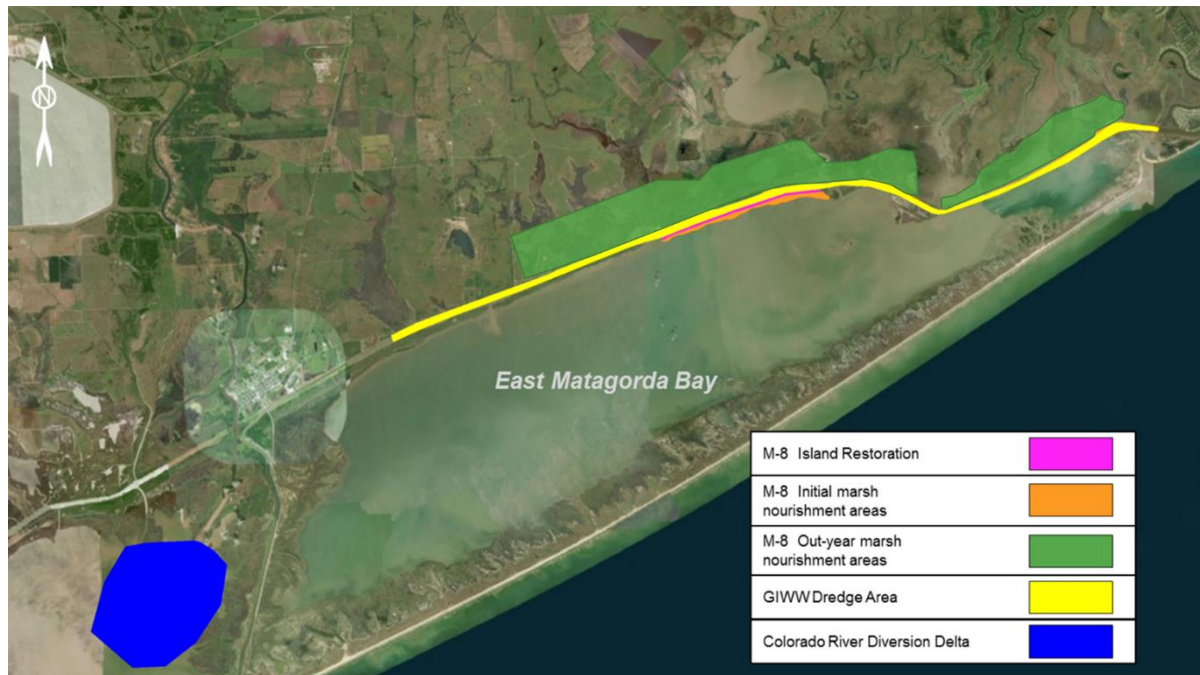 N
East Matagorda Bay
M-8 Island Restoration
M-8 Initial marsh
nourishment areas
M-8 Out-year marsh
nourishment areas
GIWW Dredge Area
Colorado River Diversion Delta